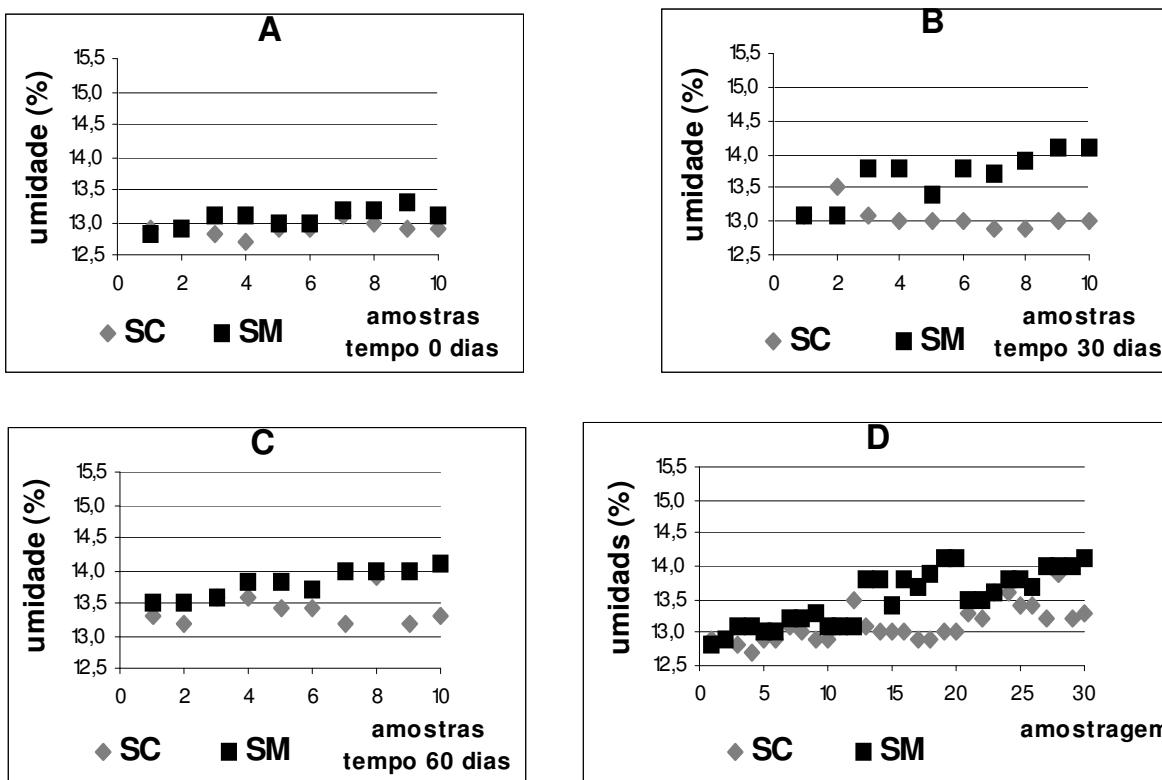 A
umidade (%)
15,5
15,0
14,5
14,0
13,5
13,0
12,5
0 2 4 6 8 10
SC SM
amostras
tempo 0 dias
B
umidade (%)
15,5
15,0
14,5
14,0
13,5
13,0
12,5
0 2 4 6 8 10
SC SM
amostras
tempo 30 dias
C
umidade (%)
15,5
15,0
14,5
14,0
13,5
13,0
12,5
0 2 4 6 8 10
SC SM
amostras
tempo 60 dias
D
umidads (%)
15,5
15,0
14,5
14,0
13,5
13,0
12,5
0 5 10 15 20 25 30
SC SM
amostragem